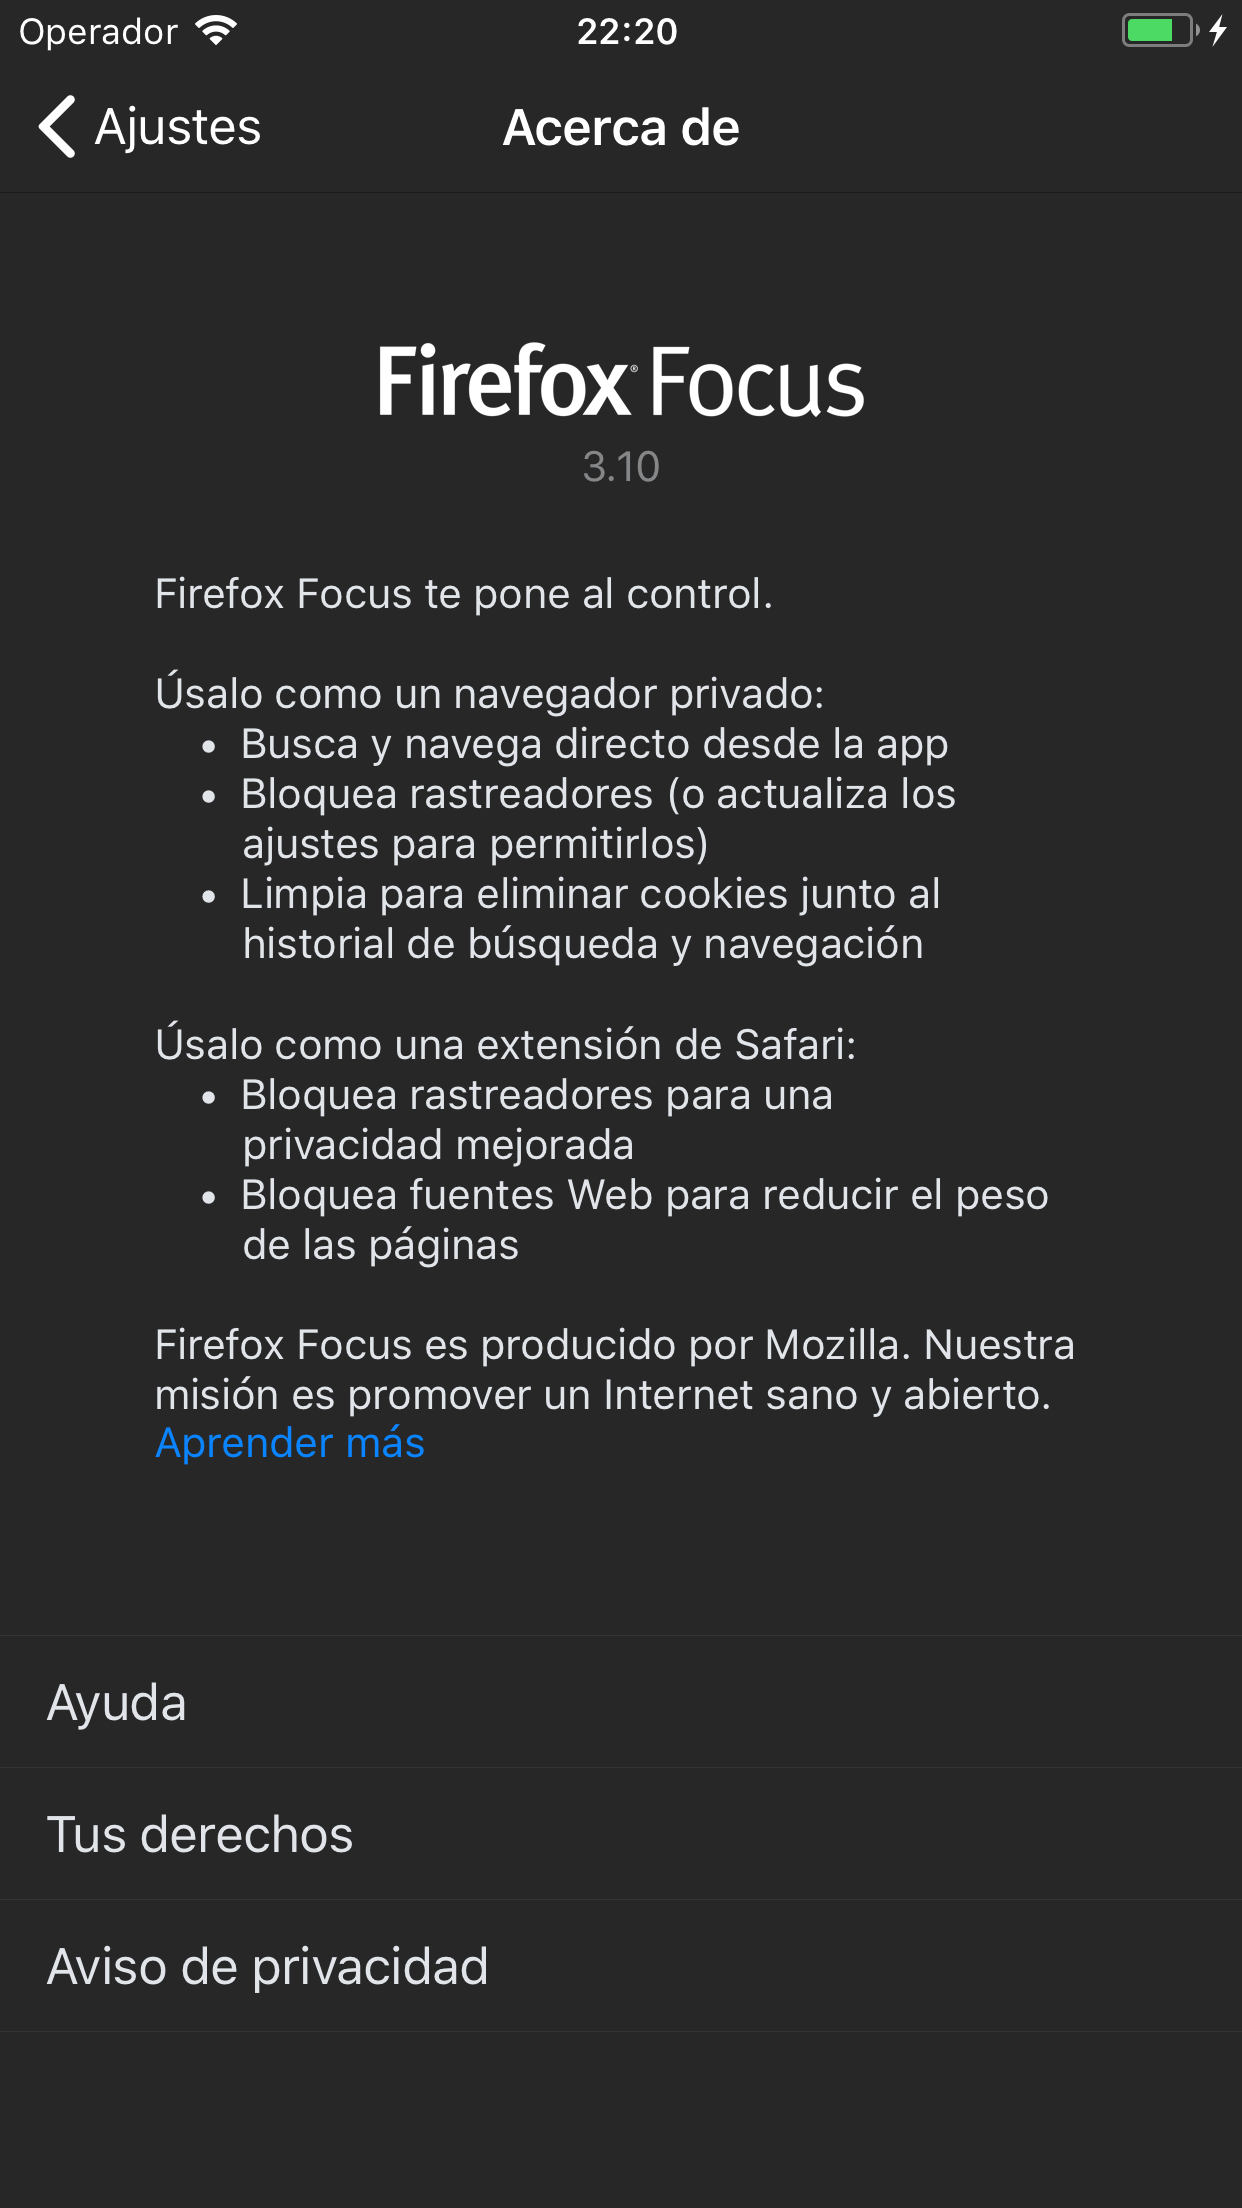 Operador
22:20
Ajustes
Acerca de
Firefox® Focus
3.10
Firefox Focus te pone al control.
Úsalo como un navegador privado:
• Busca y navega directo desde la app
• Bloquea rastreadores (o actualiza los
ajustes para permitirlos)
• Limpia para eliminar cookies junto al
historial de búsqueda y navegación
Úsalo como una extensión de Safari:
• Bloquea rastreadores para una
privacidad mejorada
• Bloquea fuentes Web para reducir el peso
de las páginas
Firefox Focus es producido por Mozilla. Nuestra
misión es promover un Internet sano y abierto.
Aprender más
Ayuda
Tus derechos
Aviso de privacidad